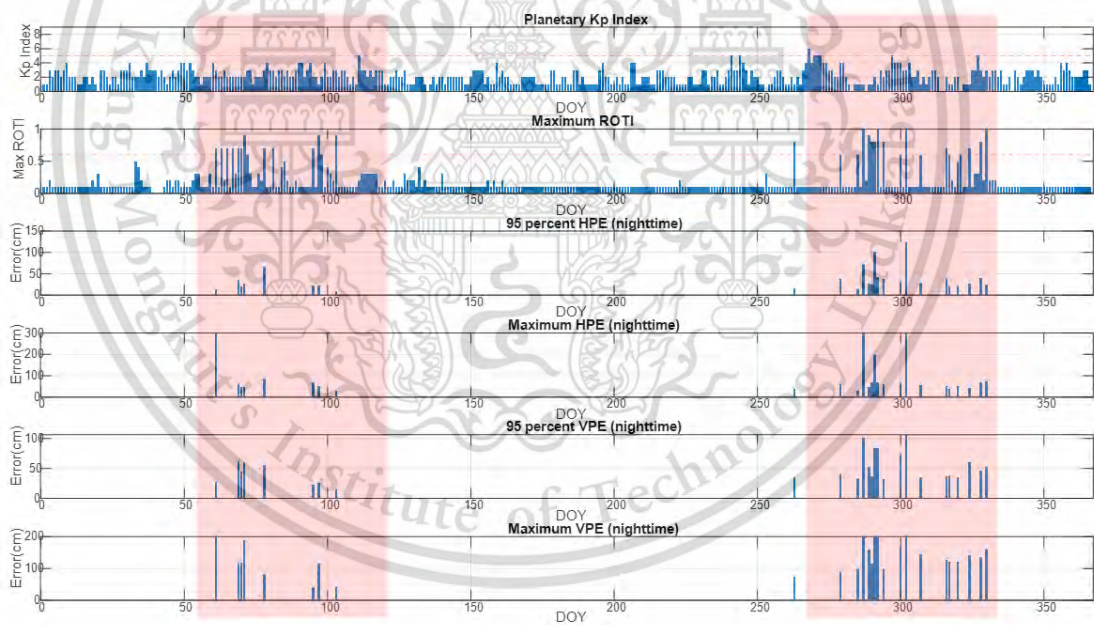 Planetary Kp Index
Kp Index
8
6
4
2
0
0 50 100 150 200 250 300 350
DOY
Maximum ROTI
Max ROTI
1
0.5
0
0 50 100 150 200 250 300 350
DOY
95 percent HPE (nighttime)
Error(cm)
150
100
50
0
0 50 100 150 200 250 300 350
DOY
Maximum HPE (nighttime)
Error(cm)
300
200
100
0
0 50 100 150 200 250 300 350
DOY
95 percent VPE (nighttime)
Error(cm)
100
50
0
0 50 100 150 200 250 300 350
DOY
Maximum VPE (nighttime)
Error(cm)
200
100
0
0 50 100 150 200 250 300 350
DOY
King Mongkut's Institute of Technology Ladkrabang